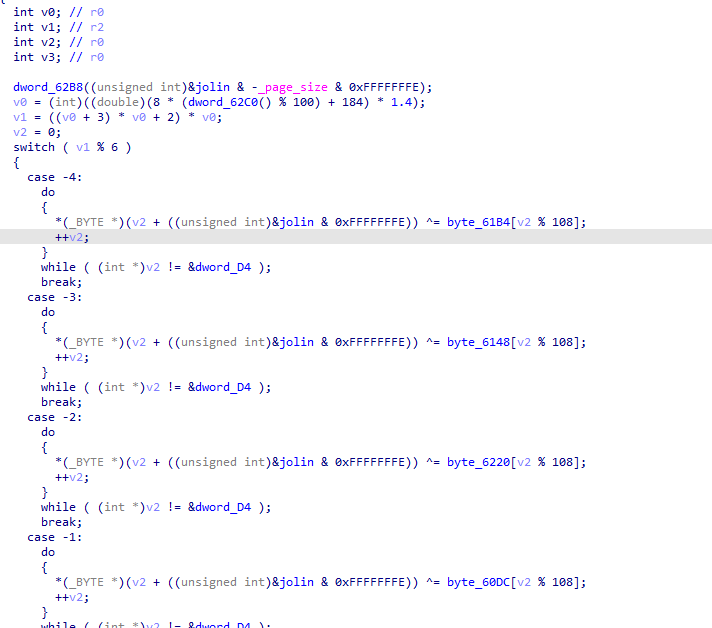 {
int v0; // r0
int v1; // r2
int v2; // r0
int v3; // r0
dword_62B8((unsigned int)&jolin & -_page_size & 0xFFFFFFFE);
v0 = (int)((double)(8 * (dword_62C0() % 100) + 184) * 1.4);
v1 = ((v0 + 3) * v0 + 2) * v0;
v2 = 0;
switch ( v1 % 6 )
{
case -4:
do
{
*(_BYTE *)(v2 + ((unsigned int)&jolin & 0xFFFFFFFE)) ^= byte_61B4[v2 % 108];
++v2;
}
while ( (int *)v2 != &dword_D4 );
break;
case -3:
do
{
*(_BYTE *)(v2 + ((unsigned int)&jolin & 0xFFFFFFFE)) ^= byte_6148[v2 % 108];
++v2;
}
while ( (int *)v2 != &dword_D4 );
break;
case -2:
do
{
*(_BYTE *)(v2 + ((unsigned int)&jolin & 0xFFFFFFFE)) ^= byte_6220[v2 % 108];
++v2;
}
while ( (int *)v2 != &dword_D4 );
break;
case -1:
do
{
*(_BYTE *)(v2 + ((unsigned int)&jolin & 0xFFFFFFFE)) ^= byte_60DC[v2 % 108];
++v2;
}
while ( (int *)v2 != &dword_D4 );